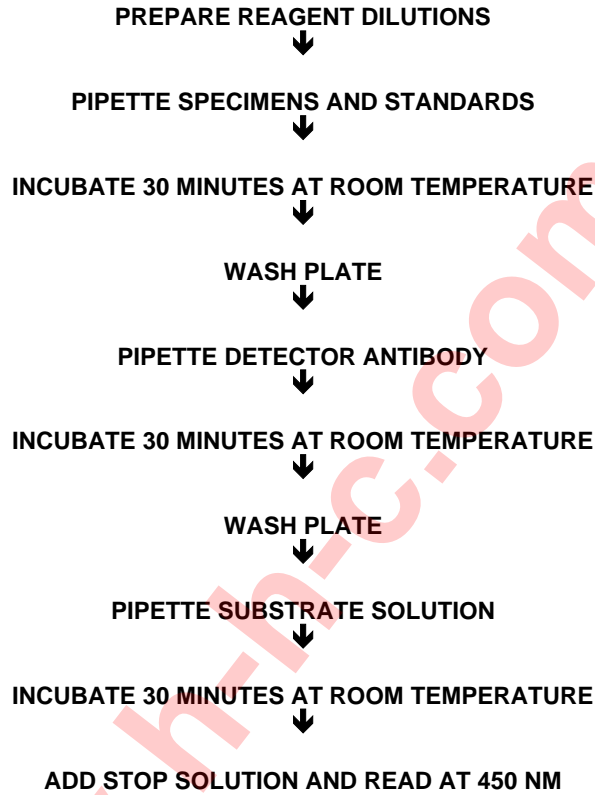 PREPARE REAGENT DILUTIONS
PIPETTE SPECIMENS AND STANDARDS
INCUBATE 30 MINUTES AT ROOM TEMPERATURE
WASH PLATE
PIPETTE DETECTOR ANTIBODY
INCUBATE 30 MINUTES AT ROOM TEMPERATURE
WASH PLATE
PIPETTE SUBSTRATE SOLUTION
INCUBATE 30 MINUTES AT ROOM TEMPERATURE
ADD STOP SOLUTION AND READ AT 450 NM
h-h-c.com